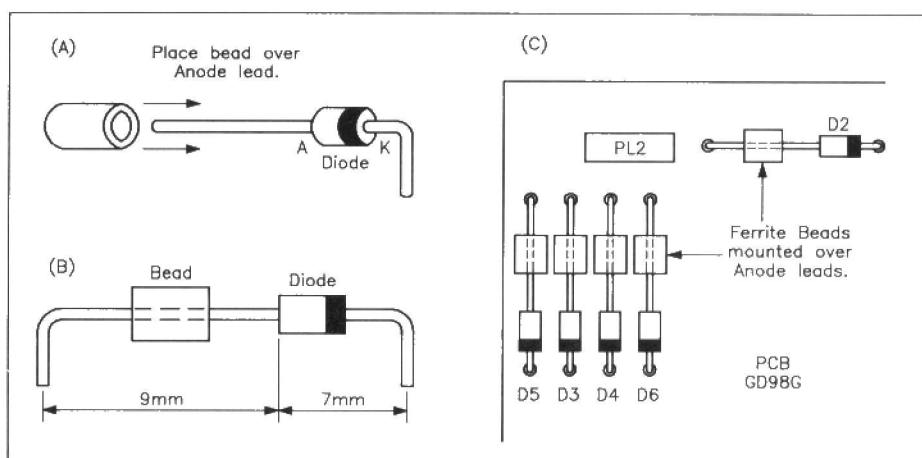 (A)
Place bead over
Anode lead.
A
K
Diode
(B)
Bead
Diode
9mm
7mm
(C)
PL2
D2
Ferrite Beads
mounted over
Anode leads.
D5 D3 D4 D6
PCB
GD98G